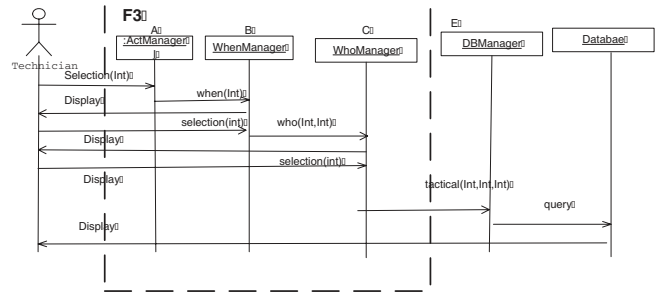 F3
A
B
C
E
:ActManager
WhenManager
WhoManager
DBManager
Databae
Technician
Selection(Int)
when(Int)
Display
selection(int)
who(Int,Int)
Display
selection(int)
Display
tactical(Int,Int,Int)
query
Display